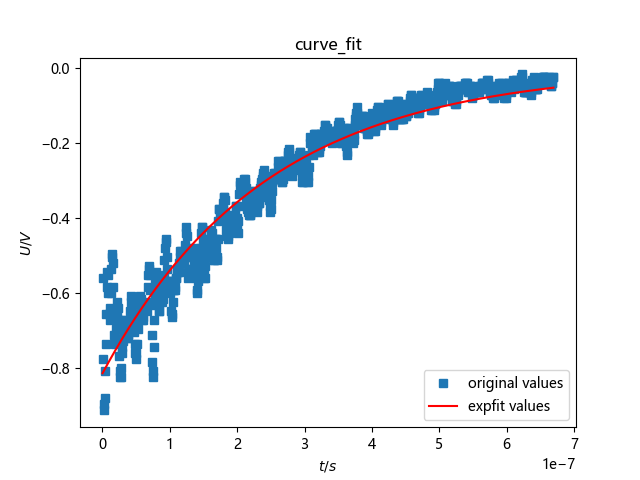 curve_fit
0.0
−0.2
−0.4
−0.6
−0.8
U/V
0 1 2 3 4 5 6 7
1e−7
t/s
original values
expfit values